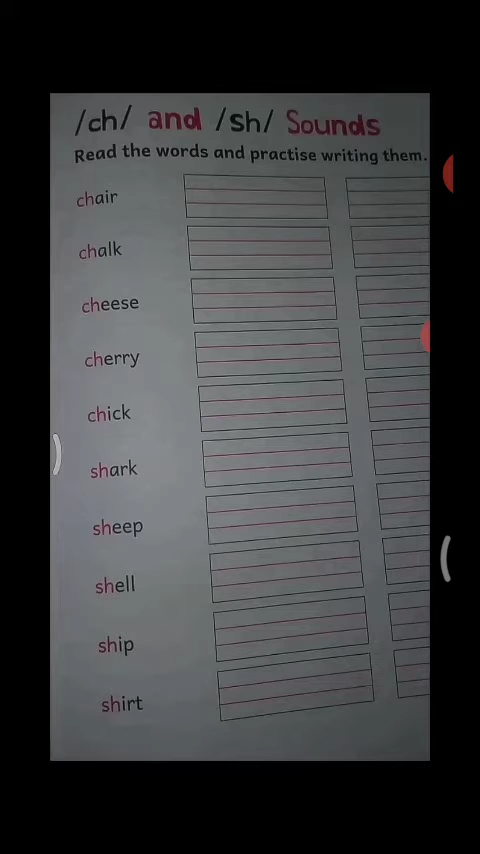 /ch/ and /sh/ Sounds
Read the words and practise writing them.
chair
chalk
cheese
cherry
chick
shark
sheep
shell
ship
shirt